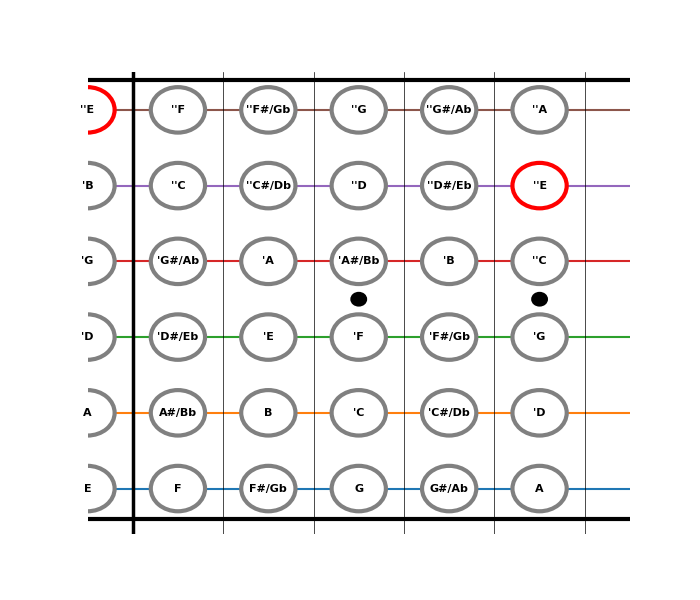 ''E ''F ''F#/Gb ''G ''G#/Ab ''A
'B ''C ''C#/Db ''D ''D#/Eb ''E
'G 'G#/Ab 'A 'A#/Bb 'B ''C
'D 'D#/Eb 'E 'F 'F#/Gb 'G
A A#/Bb B 'C 'C#/Db 'D
E F F#/Gb G G#/Ab A